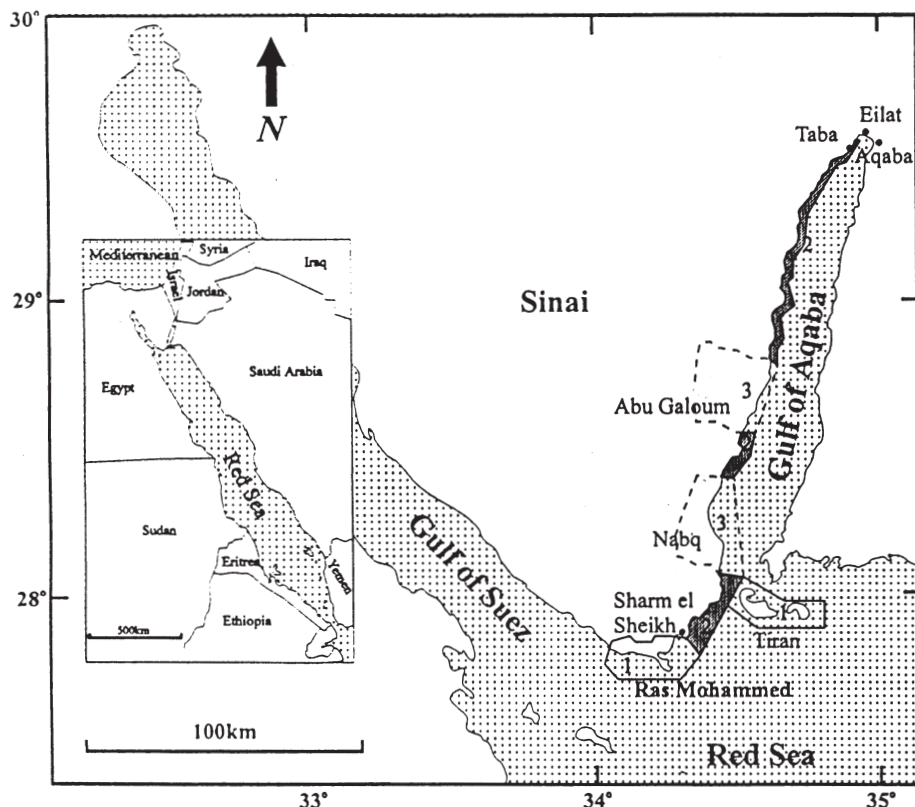 30°
N
Eilat
Taba
Aqaba
Mediterranean
Syria
Iraq
Israel
Jordan
2
29°
Sinai
Saudi Arabia
Egypt
3
Abu Galoum
Gulf of Aqaba
Red Sea
Gulf of Suez
3
Nabq
Sudan
Eritrea
Yemen
Ethiopia
500km
28°
Sharm el
Sheikh
1
Tiran
1
Ras Mohammed
100km
Red Sea
33°
34°
35°